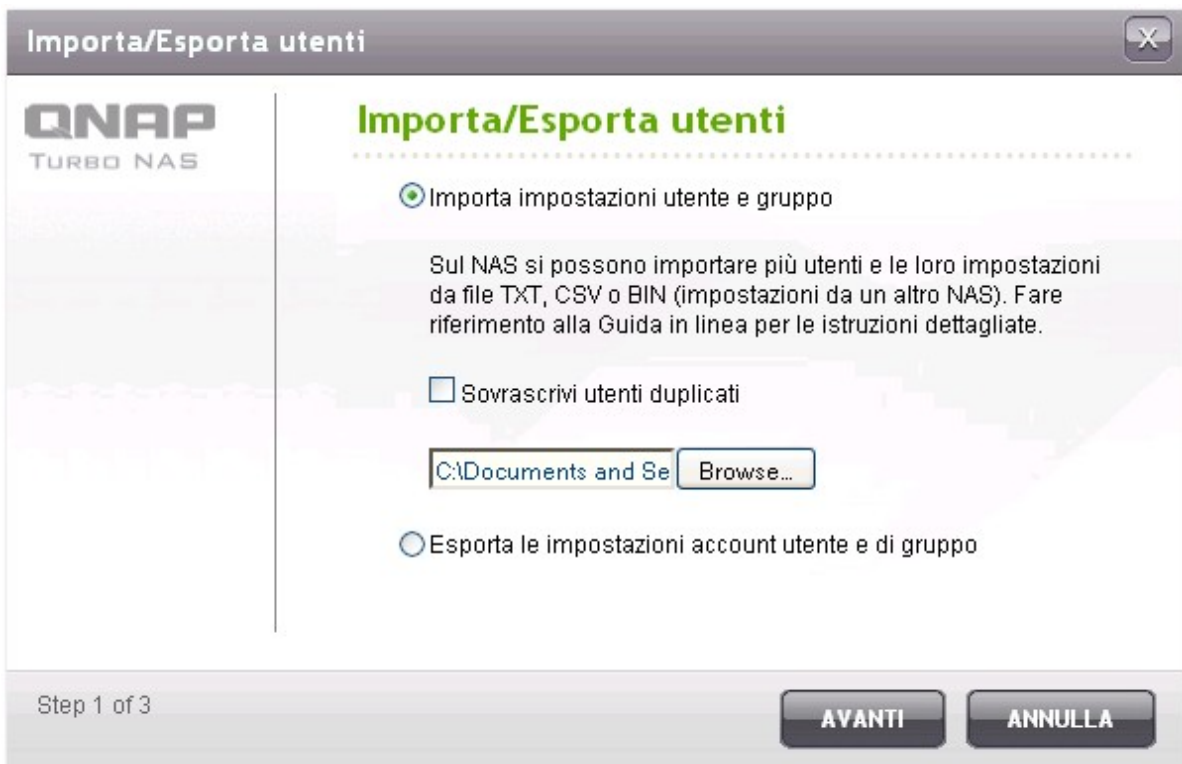 Importa/Esporta utenti
X
QNAP
TURBO NAS
Importa/Esporta utenti
Importa impostazioni utente e gruppo
Sul NAS si possono importare più utenti e le loro impostazioni
da file TXT, CSV o BIN (impostazioni da un altro NAS). Fare
riferimento alla Guida in linea per le istruzioni dettagliate.
Sovrascrivi utenti duplicati
C:\Documents and Se Browse...
Esporta le impostazioni account utente e di gruppo
Step 1 of 3
AVANTI ANNULLA